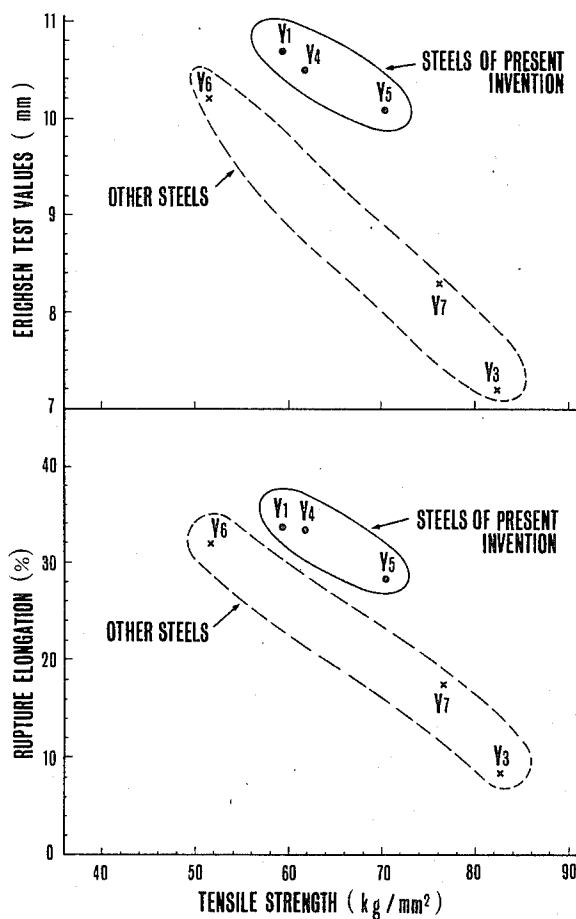 ERICHSEN TEST VALUES ( mm )
11
10
9
8
7
Y1
Y4
Y5
Y6
Y7
Y3
STEELS OF PRESENT
INVENTION
OTHER STEELS
RUPTURE ELONGATION (%)
40
30
20
10
0
Y1
Y4
Y5
Y6
Y7
Y3
STEELS OF PRESENT
INVENTION
OTHER STEELS
40 50 60 70 80 90
TENSILE STRENGTH ( kg/mm² )